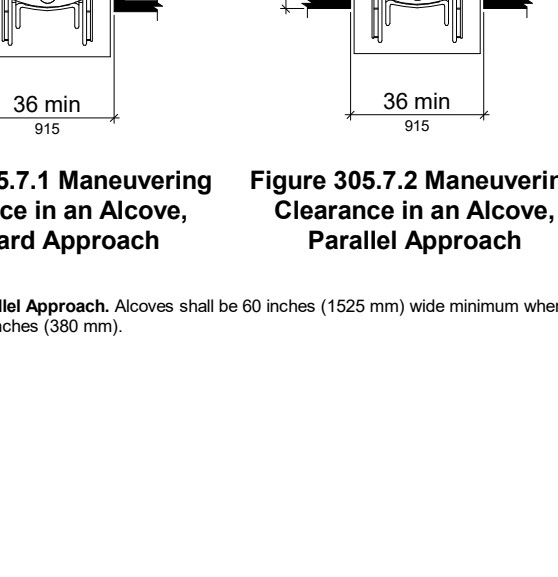 36 min
915
36 min
915
5.7.1 Maneuvering
ce in an Alcove,
ard Approach
Figure 305.7.2 Maneuverin
Clearance in an Alcove,
Parallel Approach
llel Approach. Alcoves shall be 60 inches (1525 mm) wide minimum wher
nches (380 mm).